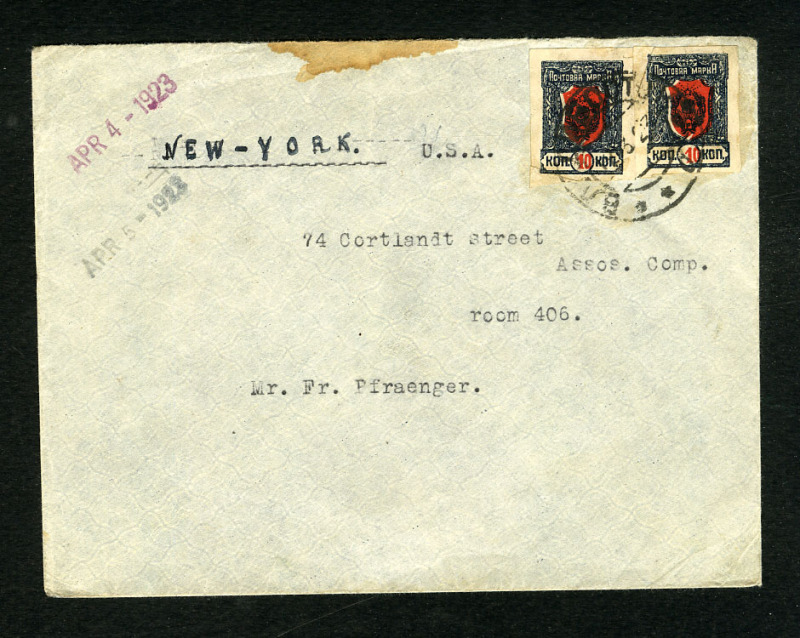 APR 4 - 1923
APR 5 - 1923
ПОЧТОВАЯ МАРКА
КОП. 10 КОП.
ПОЧТОВАЯ МАРКА
КОП. 10 КОП.
NEW-YORK. U.S.A.
74 Cortlandt street
Assos. Comp.
room 406.
Mr. Fr. Pfraenger.